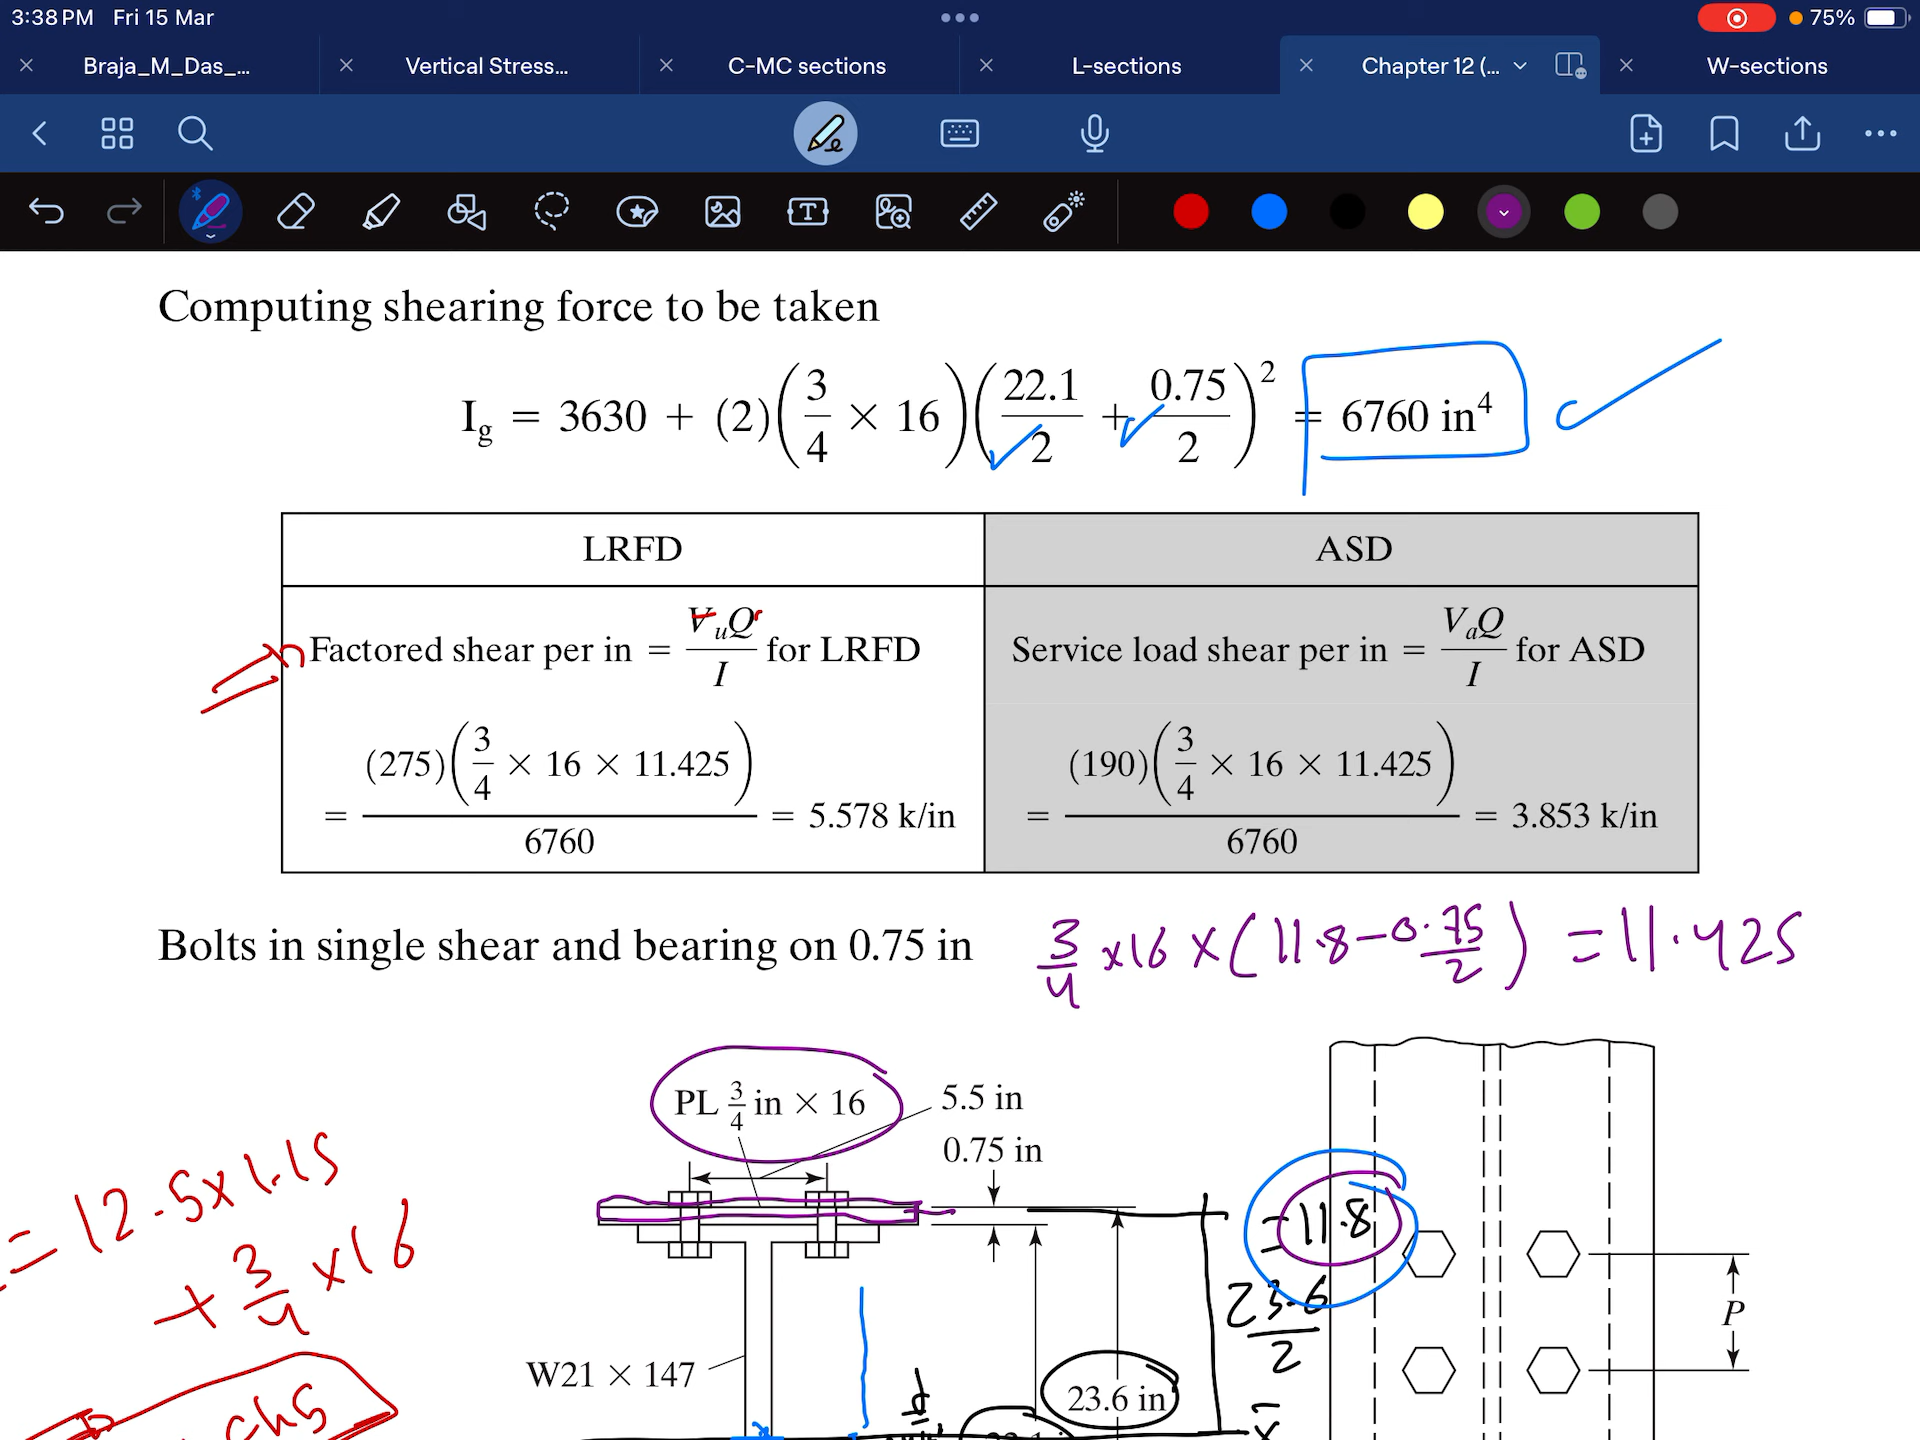 3:38 PM Fri 15 Mar
75%
Braja_M_Das_...
Vertical Stress...
C-MC sections
L-sections
Chapter 12 (...
W-sections
Computing shearing force to be taken
I_g = 3630 + (2)(3/4 × 16)(22.1/2 + 0.75/2)^2 = 6760 in^4
LRFD
Factored shear per in = V_uQ/I for LRFD
= (275)(3/4 × 16 × 11.425)/6760 = 5.578 k/in
ASD
Service load shear per in = V_aQ/I for ASD
= (190)(3/4 × 16 × 11.425)/6760 = 3.853 k/in
Bolts in single shear and bearing on 0.75 in
3/4 × 16 × (11.8 − 0.75/2) = 11.425
PL 3/4 in × 16
5.5 in
0.75 in
= 12.5 × 1.15
+ 3/4 × 16
= 11.8
23.6/2
P
W21 × 147
23.6 in